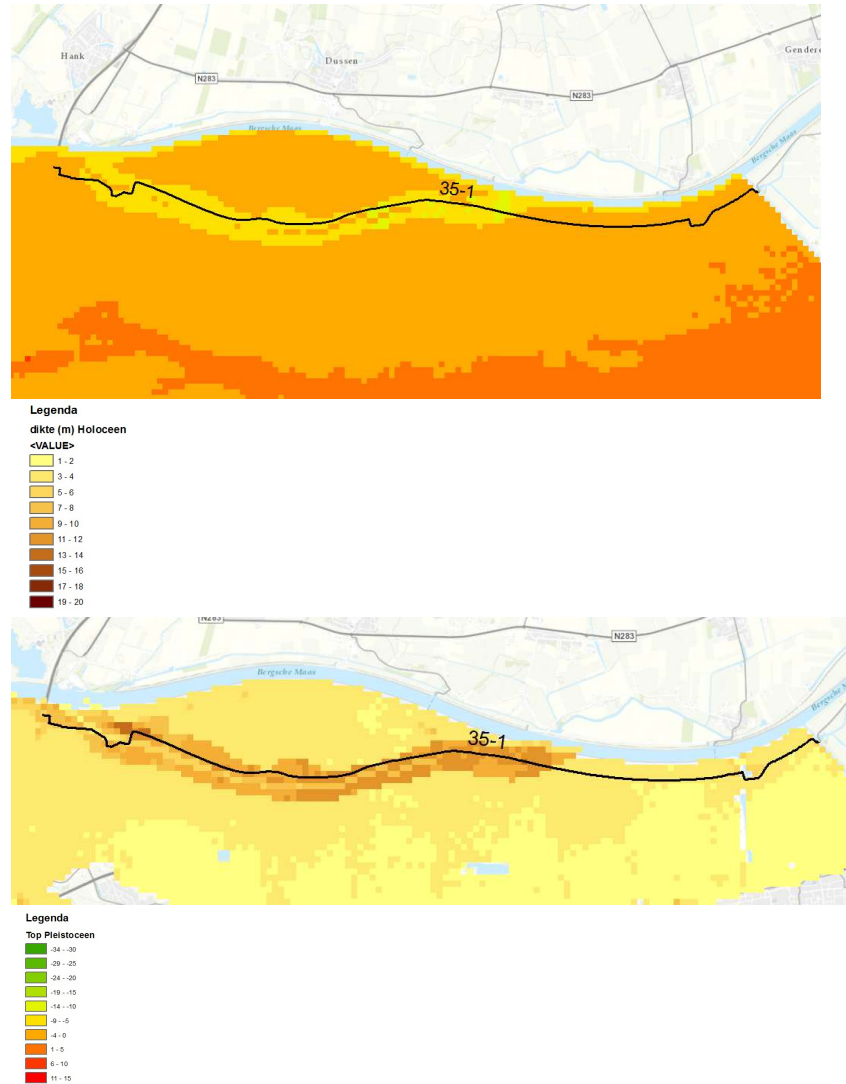 Hank
Dussen
Gendere
N283
N283
Bergsche Maas
Bergsche Maas
35-1
Legenda
dikte (m) Holoceen
<VALUE>
1 - 2
3 - 4
5 - 6
7 - 8
9 - 10
11 - 12
13 - 14
15 - 16
17 - 18
19 - 20
N283
N283
Bergsche Maas
Bergsche M
35-1
Legenda
Top Pleistoceen
-34 - -30
-29 - -25
-24 - -20
-19 - -15
-14 - -10
-9 - -5
-4 - 0
1 - 5
6 - 10
11 - 15